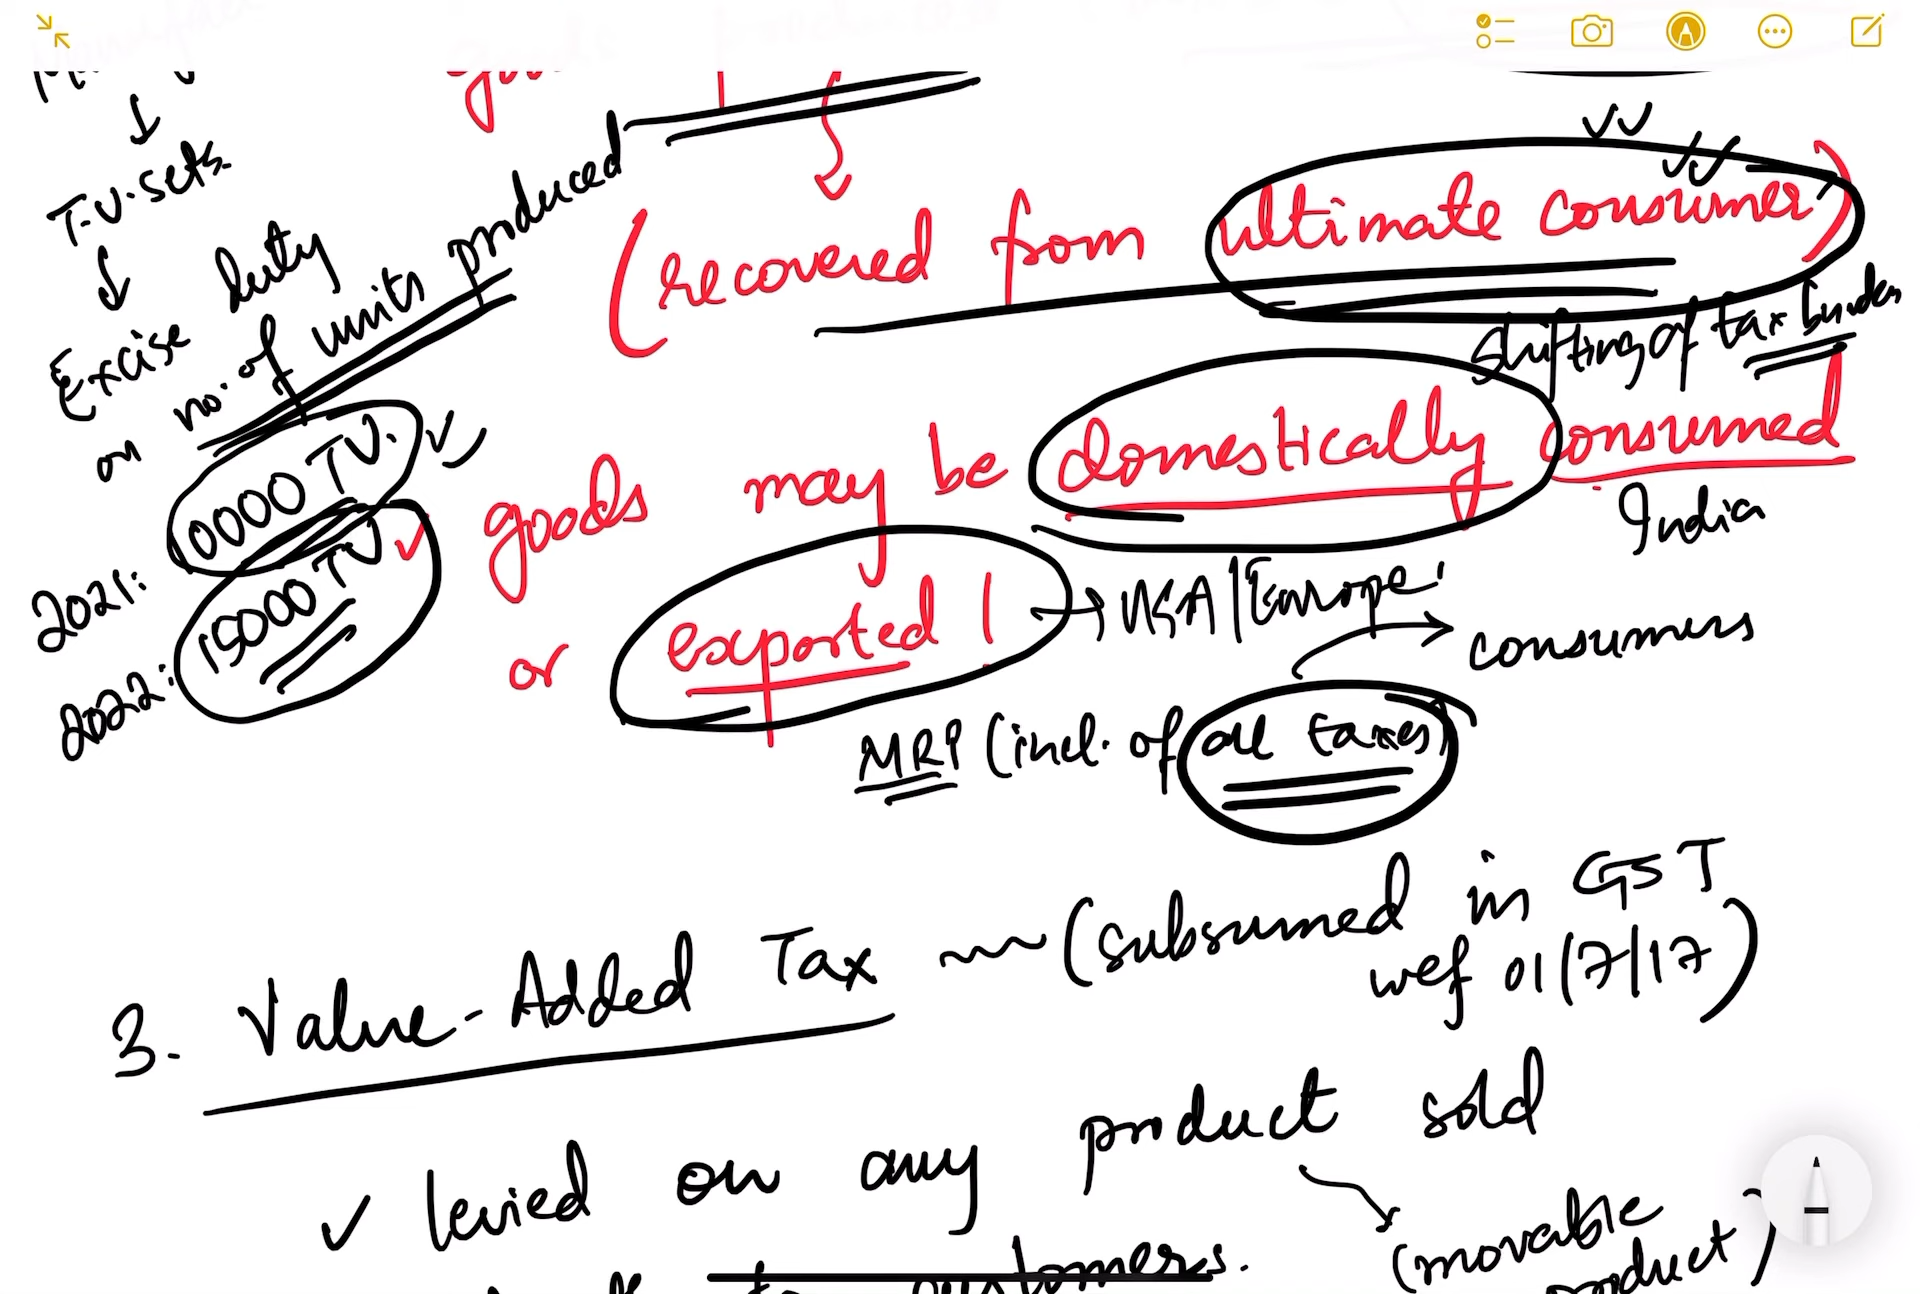 T.V. sets
Excise duty
on no. of units produced
2021: 10000 TV.
2022: 15000 TV
(recovered from ultimate consumer)
shifting of tax burden
goods may be domestically consumed
India
or exported! → USA/Europe.
consumers
MRP (incl. of all taxes)
3. Value-Added Tax ~ (subsumed in GST
wef 01/7/17)
✓ levied on any product sold
(movable
product)
customers.